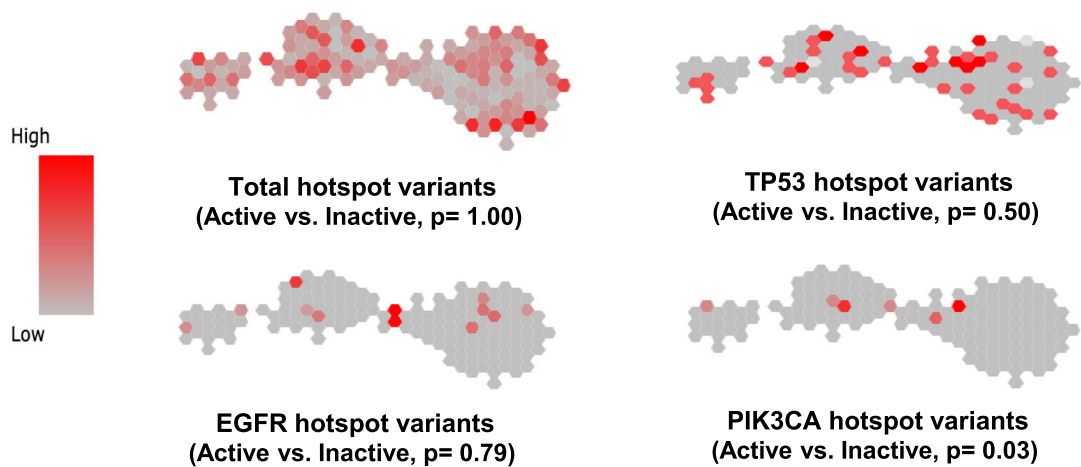 High
Low
Total hotspot variants
(Active vs. Inactive, p= 1.00)
TP53 hotspot variants
(Active vs. Inactive, p= 0.50)
EGFR hotspot variants
(Active vs. Inactive, p= 0.79)
PIK3CA hotspot variants
(Active vs. Inactive, p= 0.03)